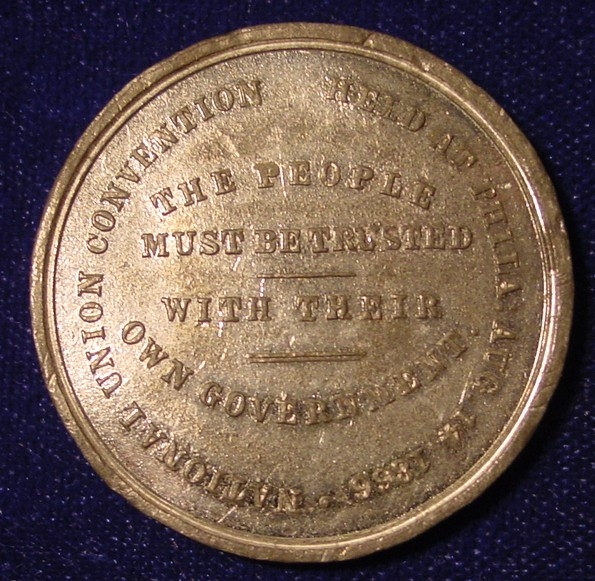 NATIONAL UNION CONVENTION HELD AT PHILA. AUG. 14 1866.
THE PEOPLE
MUST BE TRUSTED
WITH THEIR
OWN GOVERNMENT.